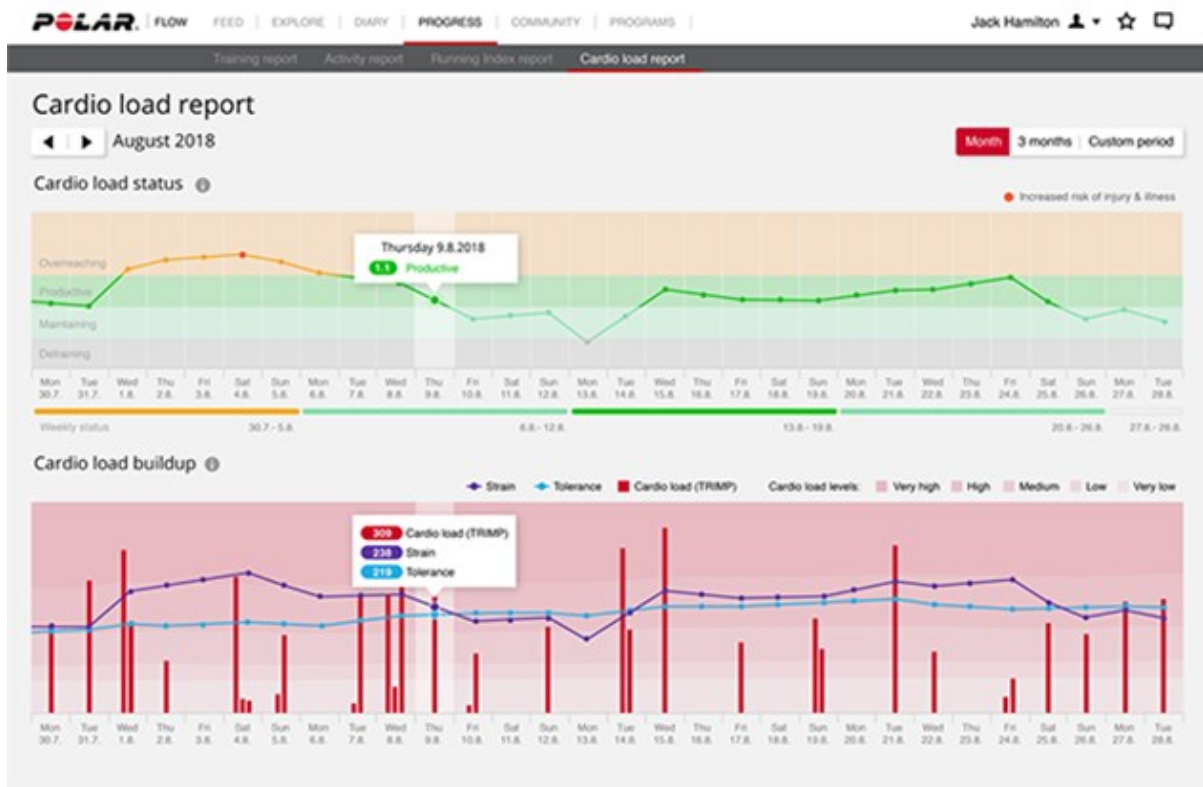 POLAR. FLOW FEED EXPLORE DIARY PROGRESS COMMUNITY PROGRAMS Jack Hamilton
Training report Activity report Running Index report Cardio load report
Cardio load report
August 2018 Month 3 months Custom period
Cardio load status
Increased risk of injury & illness
Thursday 9.8.2018
1.1 Productive
Overreaching
Productive
Maintaining
Detraining
Mon Tue Wed Thu Fri Sat Sun Mon Tue Wed Thu Fri Sat Sun Mon Tue Wed Thu Fri Sat Sun Mon Tue Wed Thu Fri Sat Sun Mon Tue
30.7. 31.7. 1.8. 2.8. 3.8. 4.8. 5.8. 6.8. 7.8. 8.8. 9.8. 10.8. 11.8. 12.8. 13.8. 14.8. 15.8. 16.8. 17.8. 18.8. 19.8. 20.8. 21.8. 22.8. 23.8. 24.8. 25.8. 26.8. 27.8. 28.8.
Weekly status 30.7.- 5.8. 6.8.- 12.8. 13.8.- 19.8. 20.8.- 26.8. 27.8.- 28.8.
Cardio load buildup
Strain Tolerance Cardio load (TRIMP) Cardio load levels: Very high High Medium Low Very low
309 Cardio load (TRIMP)
238 Strain
219 Tolerance
Mon Tue Wed Thu Fri Sat Sun Mon Tue Wed Thu Fri Sat Sun Mon Tue Wed Thu Fri Sat Sun Mon Tue Wed Thu Fri Sat Sun Mon Tue
30.7. 31.7. 1.8. 2.8. 3.8. 4.8. 5.8. 6.8. 7.8. 8.8. 9.8. 10.8. 11.8. 12.8. 13.8. 14.8. 15.8. 16.8. 17.8. 18.8. 19.8. 20.8. 21.8. 22.8. 23.8. 24.8. 25.8. 26.8. 27.8. 28.8.